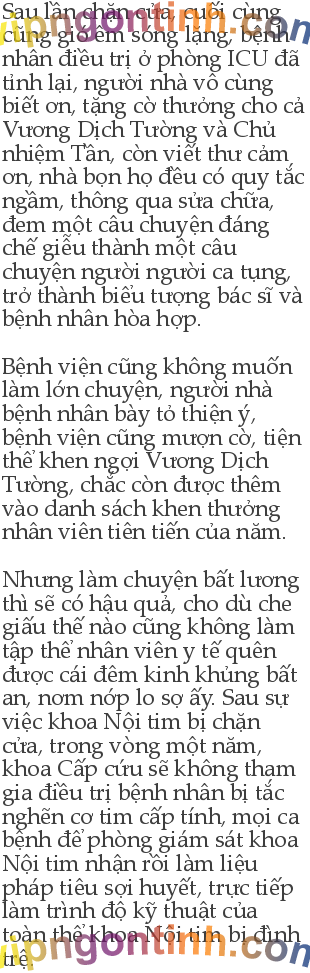 Sau lần chặn cửa, cuối cùng
cũng gió êm sóng lặng, bệnh
nhân điều trị ở phòng ICU đã
tỉnh lại, người nhà vô cùng
biết ơn, tặng cờ thưởng cho cả
Vương Dịch Tường và Chủ
nhiệm Tần, còn viết thư cảm
ơn, nhà bọn họ đều có quy tắc
ngầm, thông qua sửa chữa,
đem một câu chuyện đáng
chế giễu thành một câu
chuyện người người ca tụng,
trở thành biểu tượng bác sĩ và
bệnh nhân hòa hợp.
Bệnh viện cũng không muốn
làm lớn chuyện, người nhà
bệnh nhân bày tỏ thiện ý,
bệnh viện cũng mượn cờ, tiện
thể khen ngợi Vương Dịch
Tường, chắc còn được thêm
vào danh sách khen thưởng
nhân viên tiên tiến của năm.
Nhưng làm chuyện bất lương
thì sẽ có hậu quả, cho dù che
giấu thế nào cũng không làm
tập thể nhân viên y tế quên
được cái đêm kinh khủng bất
an, nơm nớp lo sợ ấy. Sau sự
việc khoa Nội tim bị chặn
cửa, trong vòng một năm,
khoa Cấp cứu sẽ không tham
gia điều trị bệnh nhân bị tắc
nghẽn cơ tim cấp tính, mọi ca
bệnh để phòng giám sát khoa
Nội tim nhận rồi làm liệu
pháp tiêu sợi huyết, trực tiếp
làm trình độ kỹ thuật của
toàn thể khoa Nội tim bị đình
trệ.
upngontinh.com
upngontinh.com